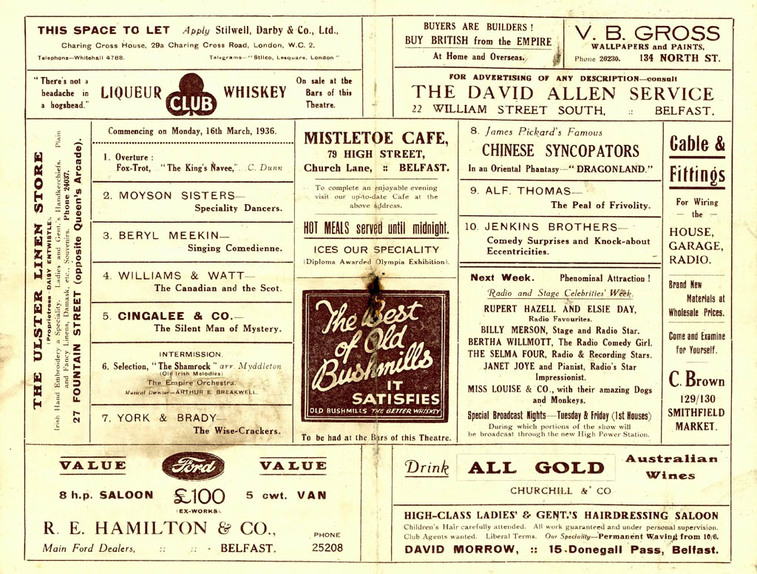 THIS SPACE TO LET Apply Stilwell, Darby & Co., Ltd.,
Charing Cross House, 29a Charing Cross Road, London, W.C. 2.
Telephone—Whitehall 4788. Telegrams—"Stilco, Lesquare, London"
BUYERS ARE BUILDERS!
BUY BRITISH from the EMPIRE
At Home and Overseas.
V. B. GROSS
WALLPAPERS and PAINTS,
Phone 26230. 134 NORTH ST.
"There's not a
headache in
a hogshead."
LIQUEUR CLUB WHISKEY
On sale at the
Bars of this
Theatre.
FOR ADVERTISING OF ANY DESCRIPTION—consult
THE DAVID ALLEN SERVICE
22 WILLIAM STREET SOUTH, :: BELFAST.
THE ULSTER LINEN STORE
(Proprietress—DAISY ENTWISTLE.)
Irish Hand Embroidery a Speciality. Ladies' and Gent.'s Handkerchiefs. Plain
and Fancy Linens, Damask, etc., Souvenirs. Phone 24037.
27 FOUNTAIN STREET (opposite Queen's Arcade).
Commencing on Monday, 16th March, 1936.
1. Overture:
Fox-Trot, "The King's Navee," C. Dunn
2. MOYSON SISTERS—
Speciality Dancers.
3. BERYL MEEKIN—
Singing Comedienne.
4. WILLIAMS & WATT—
The Canadian and the Scot.
5. CINGALEE & CO.—
The Silent Man of Mystery.
INTERMISSION.
6. Selection, "The Shamrock" arr. Myddleton
(Old Irish Melodies)
The Empire Orchestra.
Musical Director—ARTHUR E. BREAKWELL.
7. YORK & BRADY—
The Wise-Crackers.
MISTLETOE CAFE,
79 HIGH STREET,
Church Lane, :: BELFAST.
To complete an enjoyable evening
visit our up-to-date Cafe at the
above address.
HOT MEALS served until midnight.
ICES OUR SPECIALITY
(Diploma Awarded Olympia Exhibition).
The Best
of Old
Bushmills
IT
SATISFIES
OLD BUSHMILLS THE BETTER WHISKEY
To be had at the Bars of this Theatre.
8. James Pickard's Famous
CHINESE SYNCOPATORS
In an Oriental Phantasy—"DRAGONLAND."
9. ALF. THOMAS—
The Peal of Frivolity.
10. JENKINS BROTHERS—
Comedy Surprises and Knock-about
Eccentricities.
Next Week. Phenomenal Attraction!
'Radio and Stage Celebrities' Week.
RUPERT HAZELL AND ELSIE DAY,
Radio Favourites.
BILLY MERSON, Stage and Radio Star.
BERTHA WILLMOTT, The Radio Comedy Girl.
THE SELMA FOUR, Radio & Recording Stars.
JANET JOYE and Pianist, Radio's Star
Impressionist.
MISS LOUISE & CO., with their amazing Dogs
and Monkeys.
Special Broadcast Nights—Tuesday & Friday (1st Houses)
During which portions of the show will
be broadcast through the new High Power Station.
Cable &
Fittings
For Wiring
— the —
HOUSE,
GARAGE,
RADIO.
Brand New
Materials at
Wholesale Prices.
Come and Examine
for Yourself.
C. Brown
129/130
SMITHFIELD
MARKET.
VALUE Ford VALUE
8 h.p. SALOON £100 5 cwt. VAN
(EX-WORKS)
R. E. HAMILTON & CO., PHONE
Main Ford Dealers, :: :: BELFAST. 25208
Drink ALL GOLD Australian
Wines
CHURCHILL & CO
HIGH-CLASS LADIES' & GENT.'S HAIRDRESSING SALOON
Children's Hair carefully attended. All work guaranteed and under personal supervision.
Club Agents wanted. Liberal Terms. Our Speciality—Permanent Waving from 10/6.
DAVID MORROW, :: 15 Donegall Pass, Belfast.